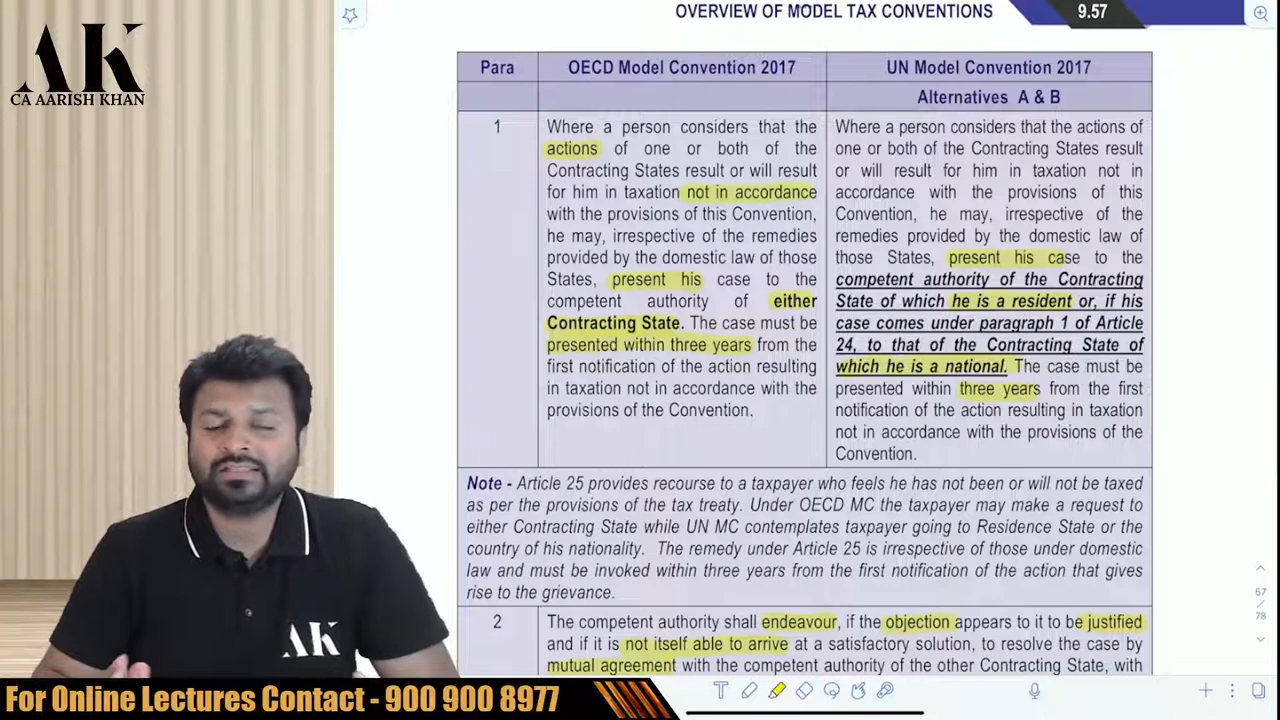 OVERVIEW OF MODEL TAX CONVENTIONS
9.57
AK
CA AARISH KHAN
Para
OECD Model Convention 2017
UN Model Convention 2017
Alternatives A & B
1
Where a person considers that the
actions of one or both of the
Contracting States result or will result
for him in taxation not in accordance
with the provisions of this Convention,
he may, irrespective of the remedies
provided by the domestic law of those
States, present his case to the
competent authority of either
Contracting State. The case must be
presented within three years from the
first notification of the action resulting
in taxation not in accordance with the
provisions of the Convention.
Where a person considers that the actions of
one or both of the Contracting States result
or will result for him in taxation not in
accordance with the provisions of this
Convention, he may, irrespective of the
remedies provided by the domestic law of
those States, present his case to the
competent authority of the Contracting
State of which he is a resident or, if his
case comes under paragraph 1 of Article
24, to that of the Contracting State of
which he is a national. The case must be
presented within three years from the first
notification of the action resulting in taxation
not in accordance with the provisions of the
Convention.
Note - Article 25 provides recourse to a taxpayer who feels he has not been or will not be taxed
as per the provisions of the tax treaty. Under OECD MC the taxpayer may make a request to
either Contracting State while UN MC contemplates taxpayer going to Residence State or the
country of his nationality. The remedy under Article 25 is irrespective of those under domestic
law and must be invoked within three years from the first notification of the action that gives
rise to the grievance.
2
The competent authority shall endeavour, if the objection appears to it to be justified
and if it is not itself able to arrive at a satisfactory solution, to resolve the case by
mutual agreement with the competent authority of the other Contracting State, with
57
/
78
AK
For Online Lectures Contact - 900 900 8977